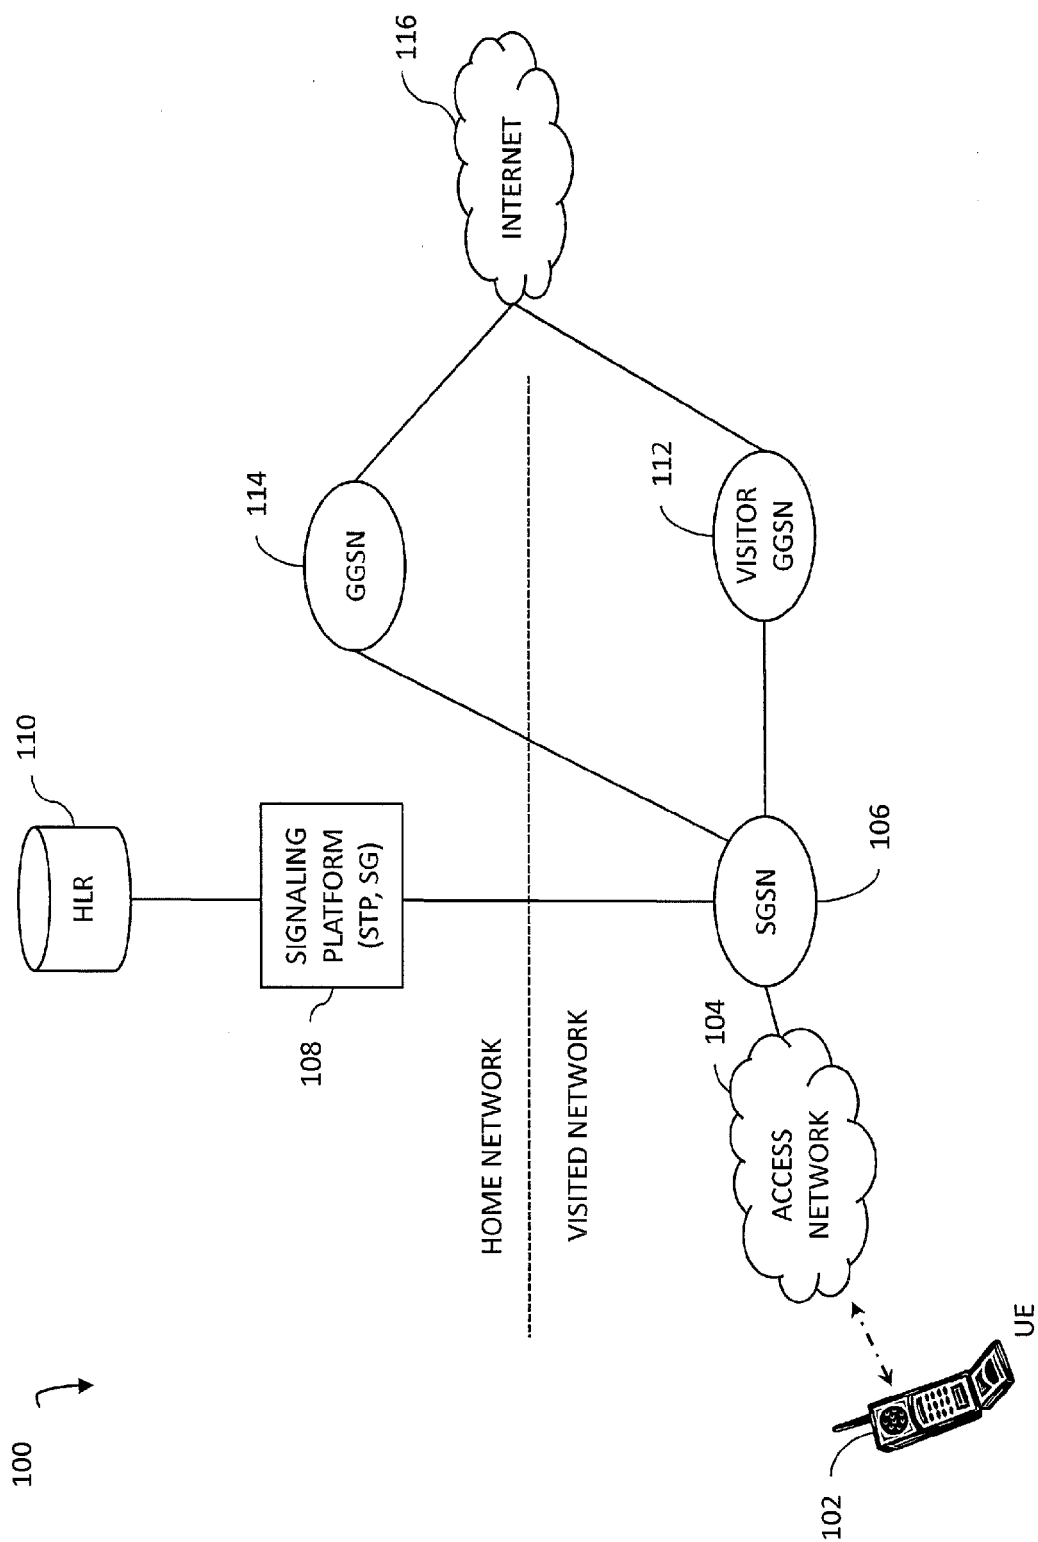 100
110
HLR
SIGNALING
PLATFORM
(STP, SG)
108
114
GGSN
116
INTERNET
HOME NETWORK
VISITED NETWORK
112
VISITOR
GGSN
SGSN
106
104
ACCESS
NETWORK
102
UE